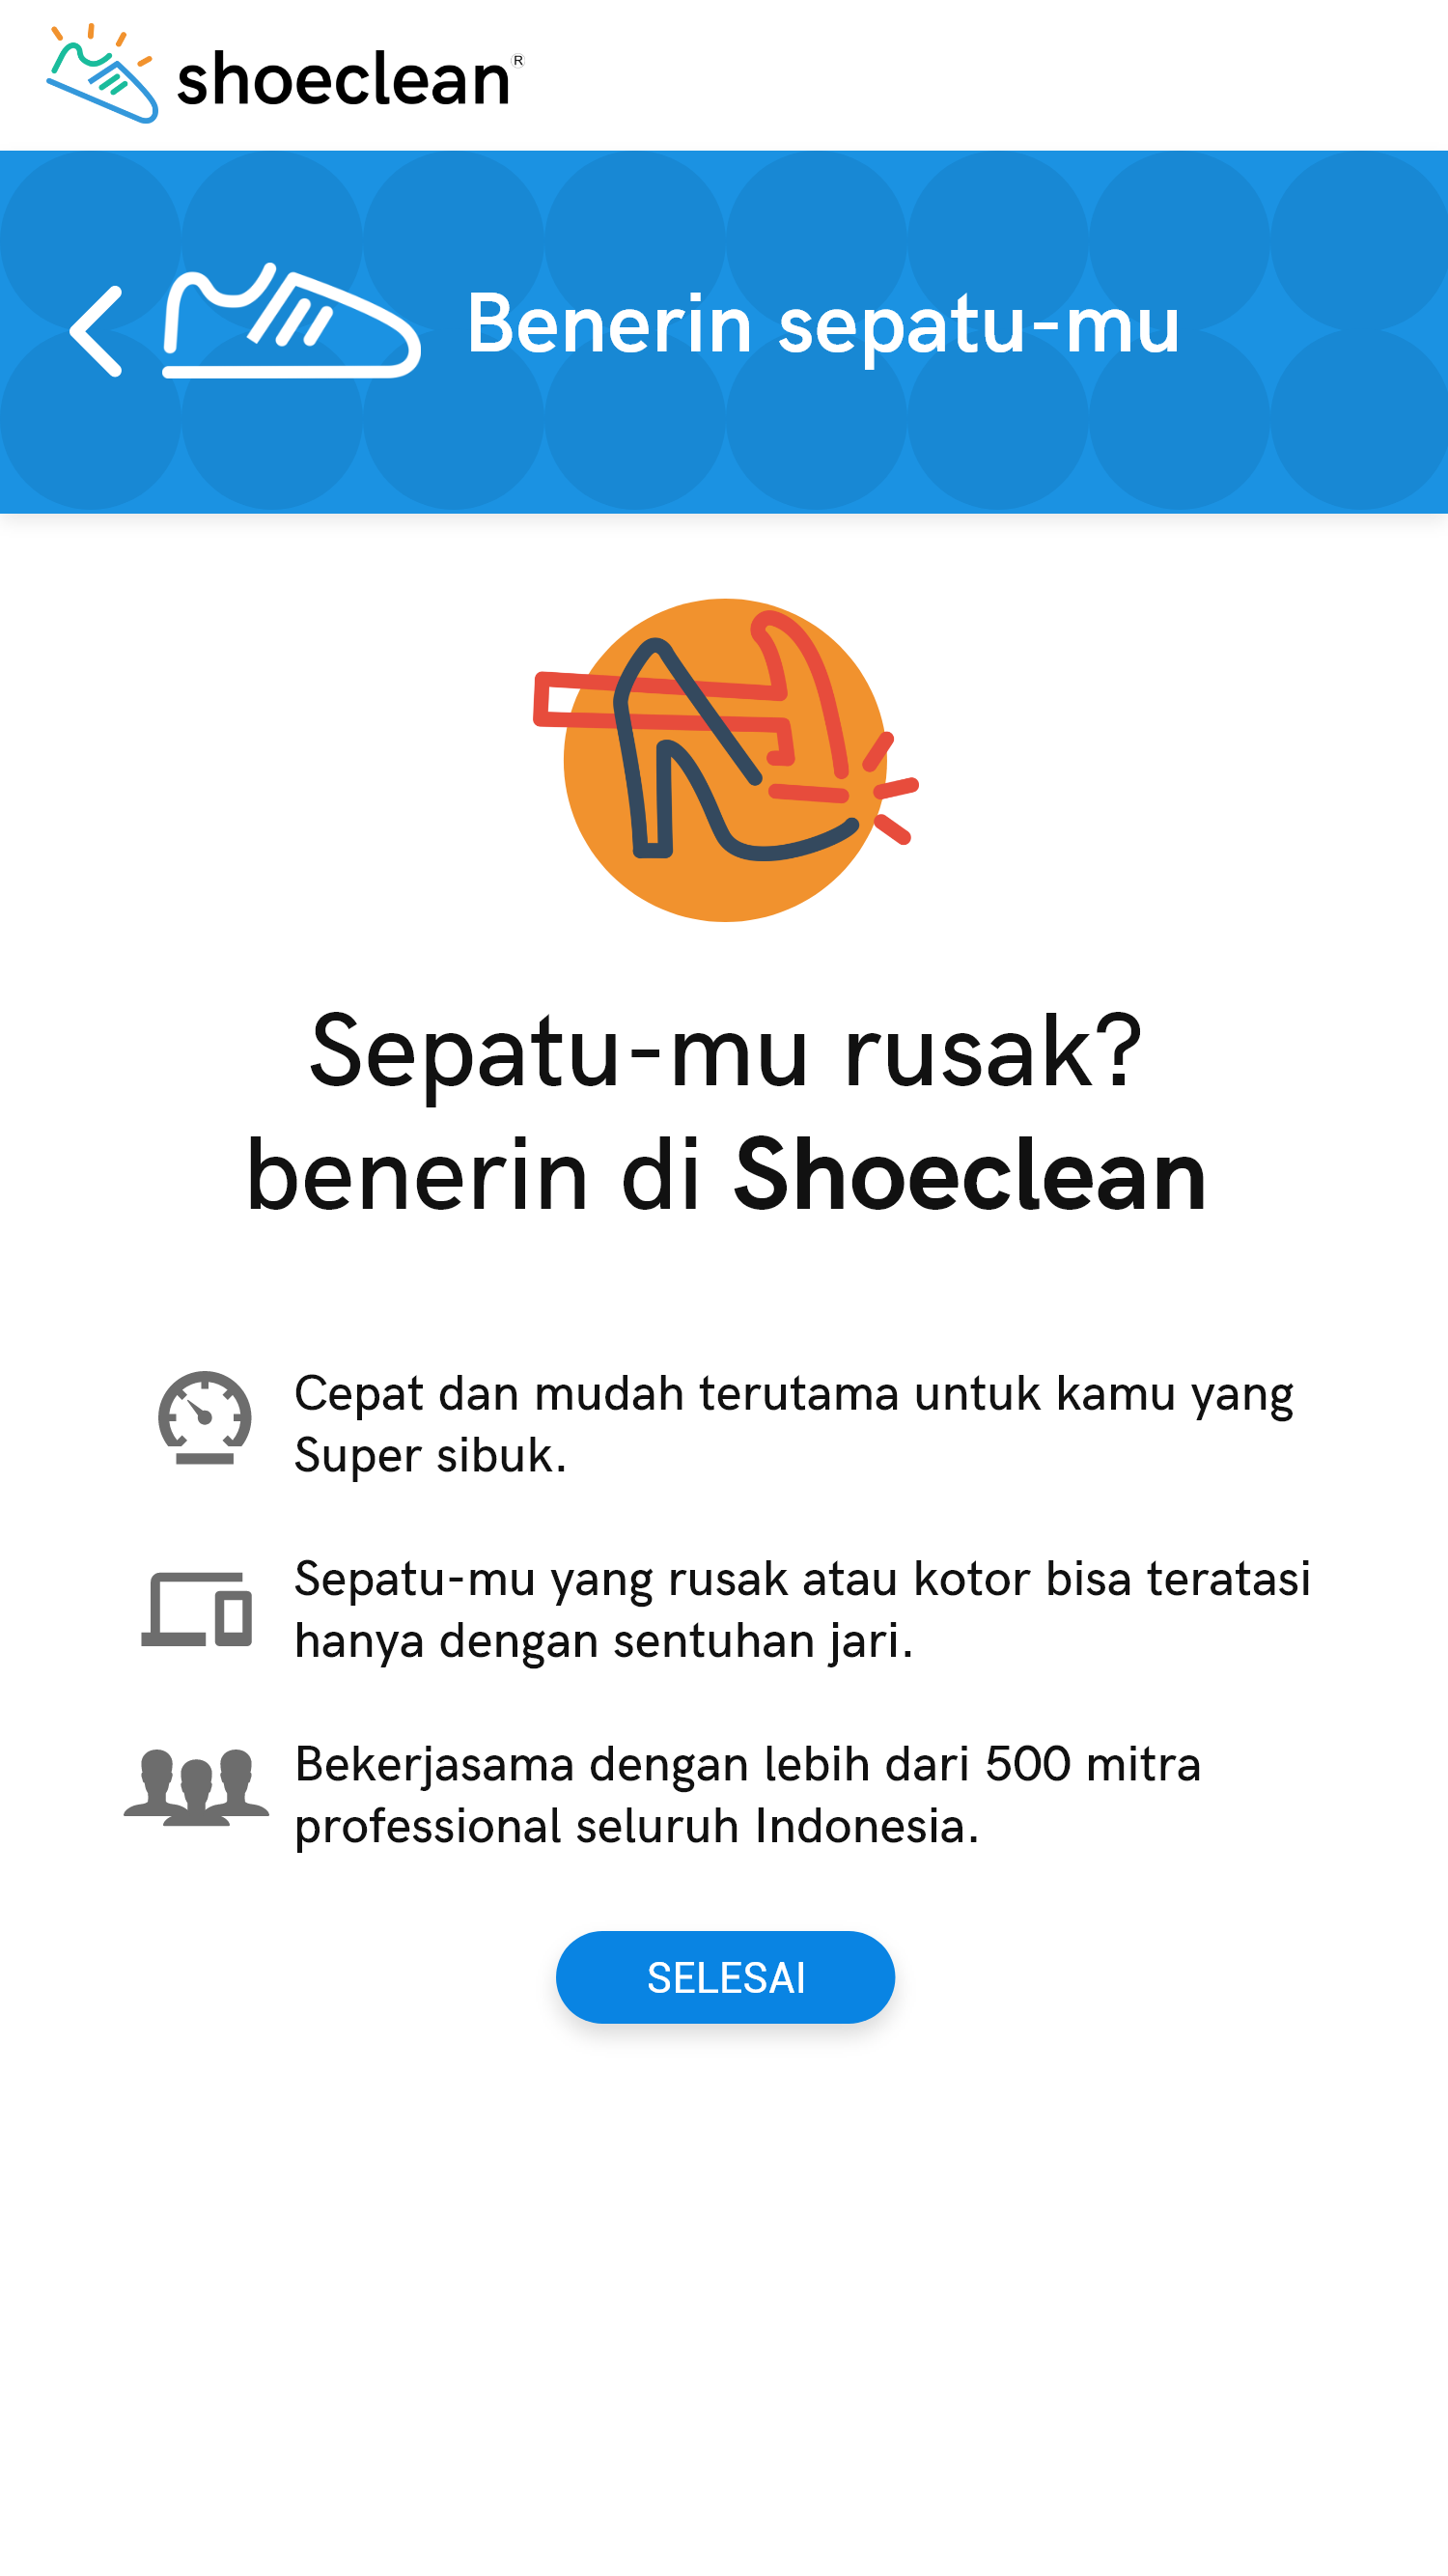 shoeclean®
Benerin sepatu-mu
Sepatu-mu rusak?
benerin di Shoeclean
Cepat dan mudah terutama untuk kamu yang
Super sibuk.
Sepatu-mu yang rusak atau kotor bisa teratasi
hanya dengan sentuhan jari.
Bekerjasama dengan lebih dari 500 mitra
professional seluruh Indonesia.
SELESAI